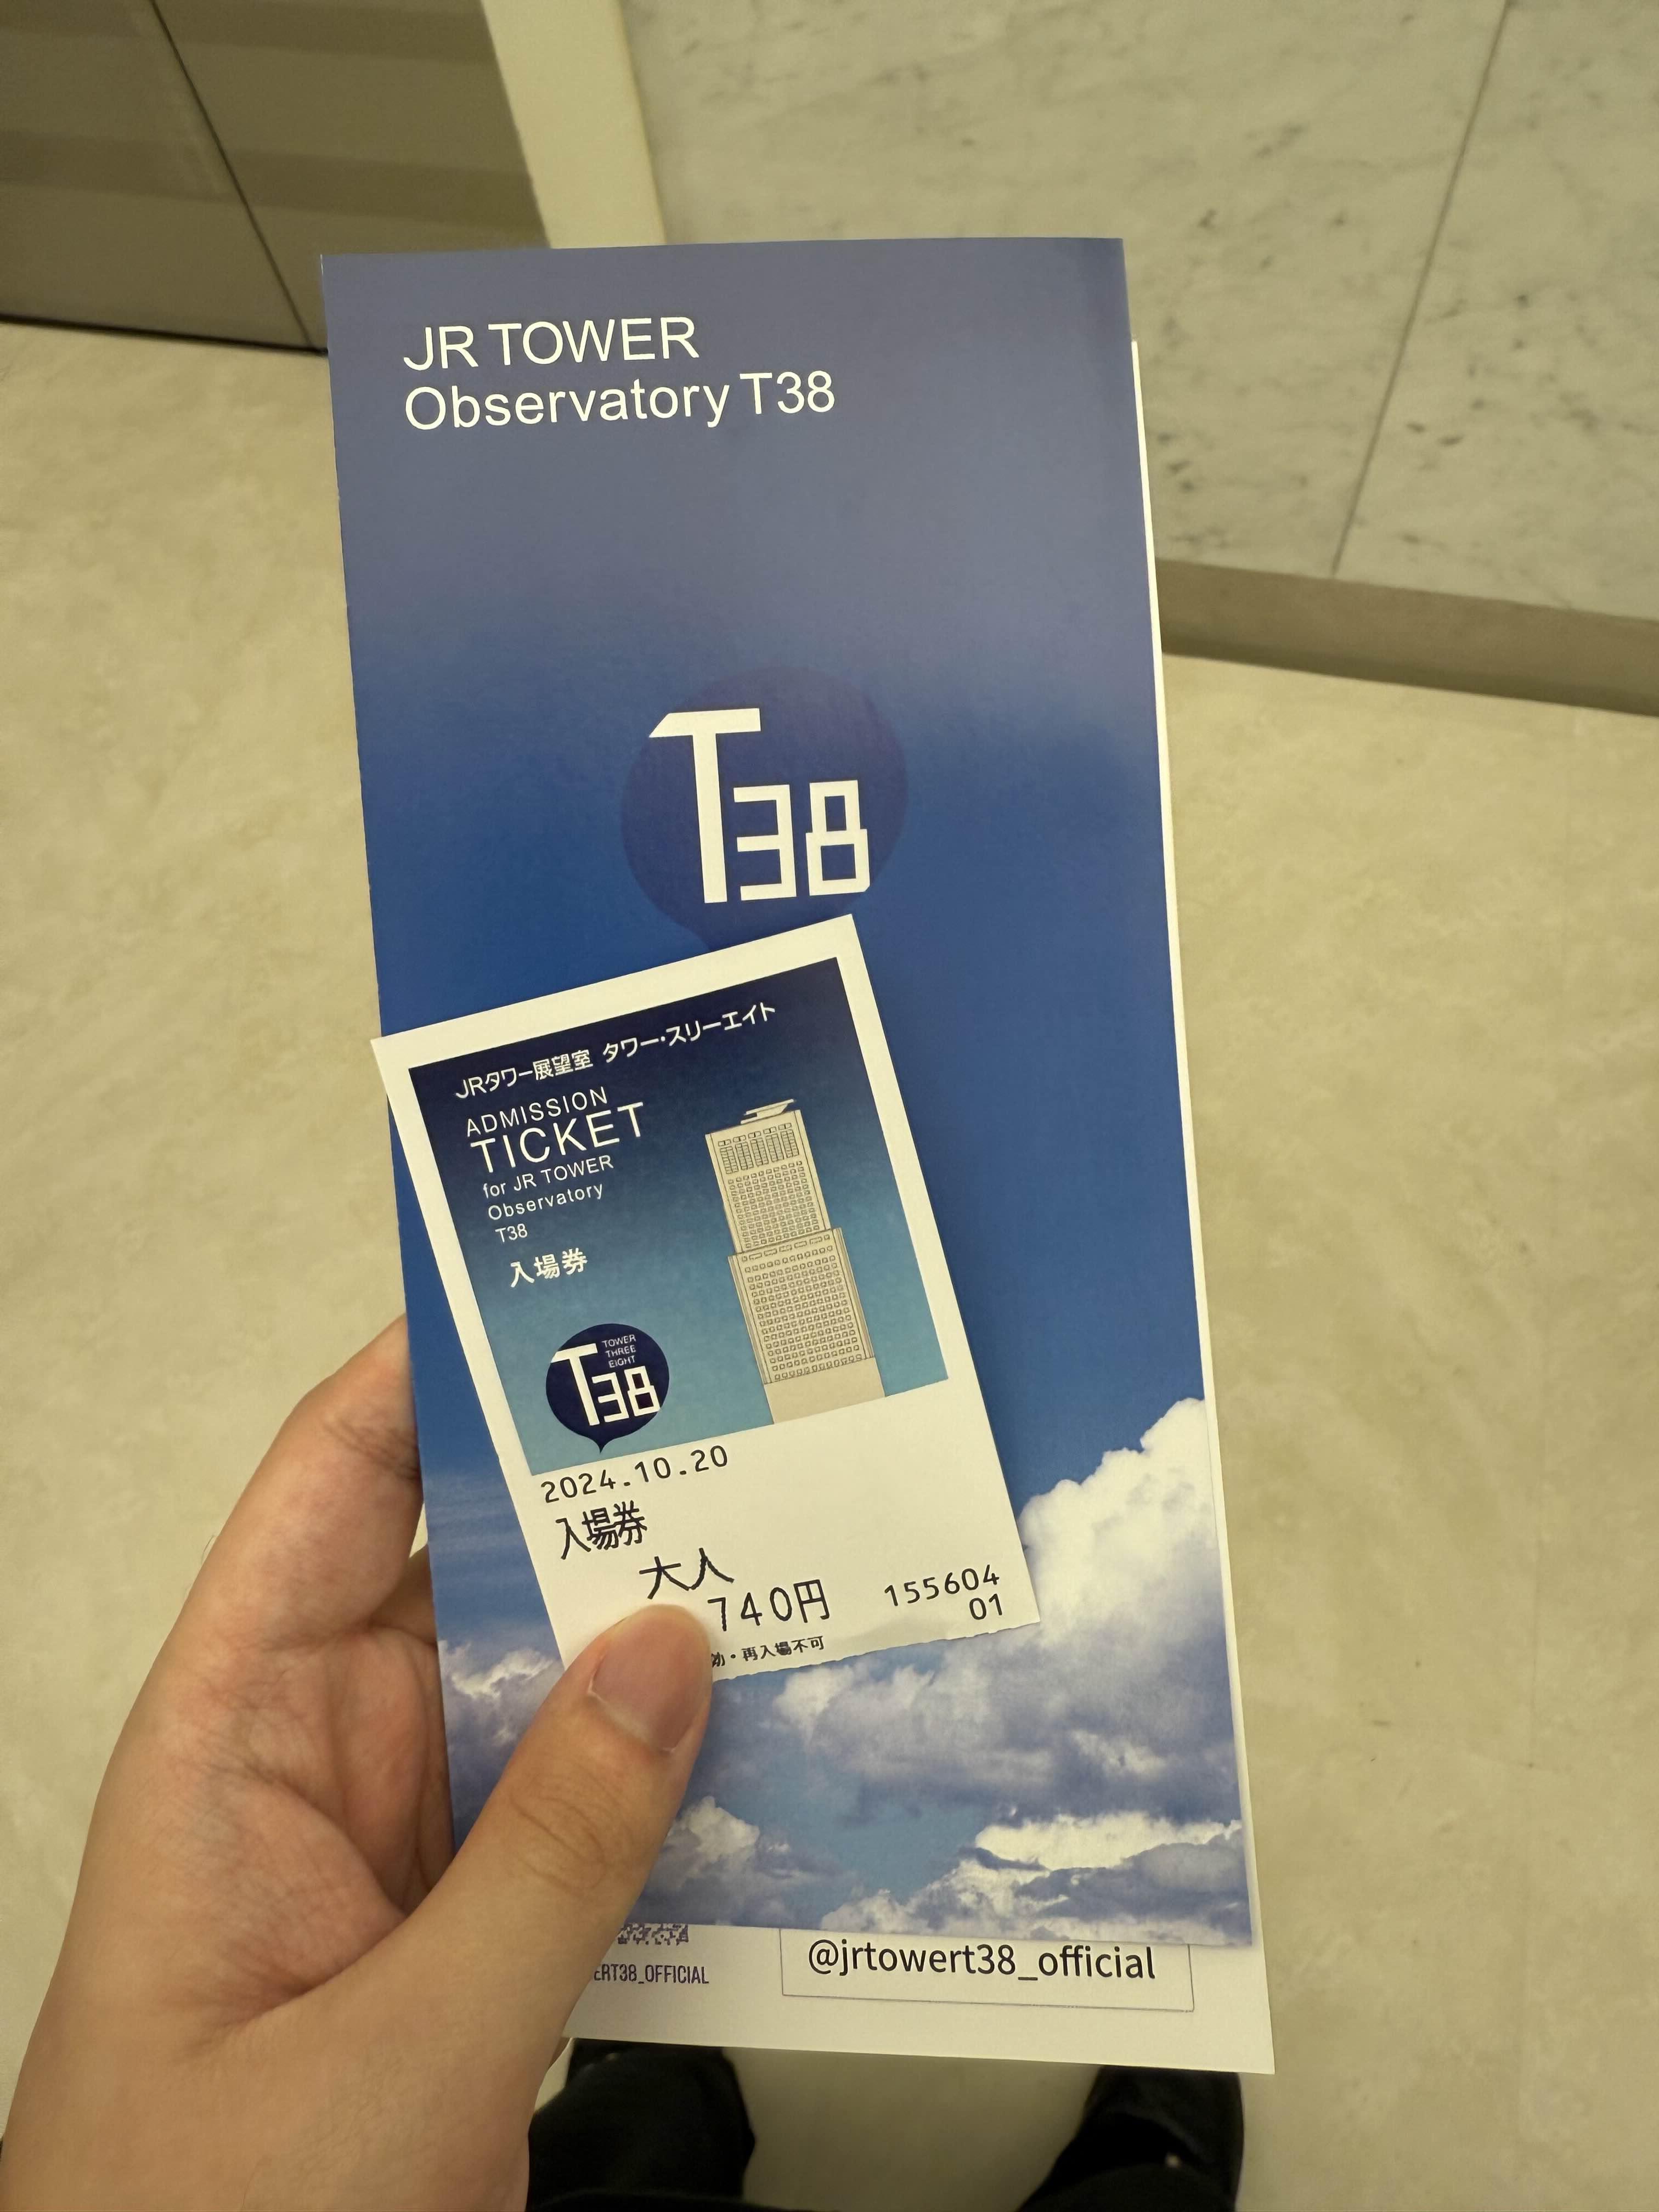 JR TOWER
Observatory T38
T38
JRタワー展望室 タワー・スリーエイト
ADMISSION
TICKET
for JR TOWER
Observatory
T38
入場券
TOWER
THREE
EIGHT
T38
2024.10.20
入場券
大人
740円
155604
01
効・再入場不可
ERT38_OFFICIAL
@jrtowert38_official